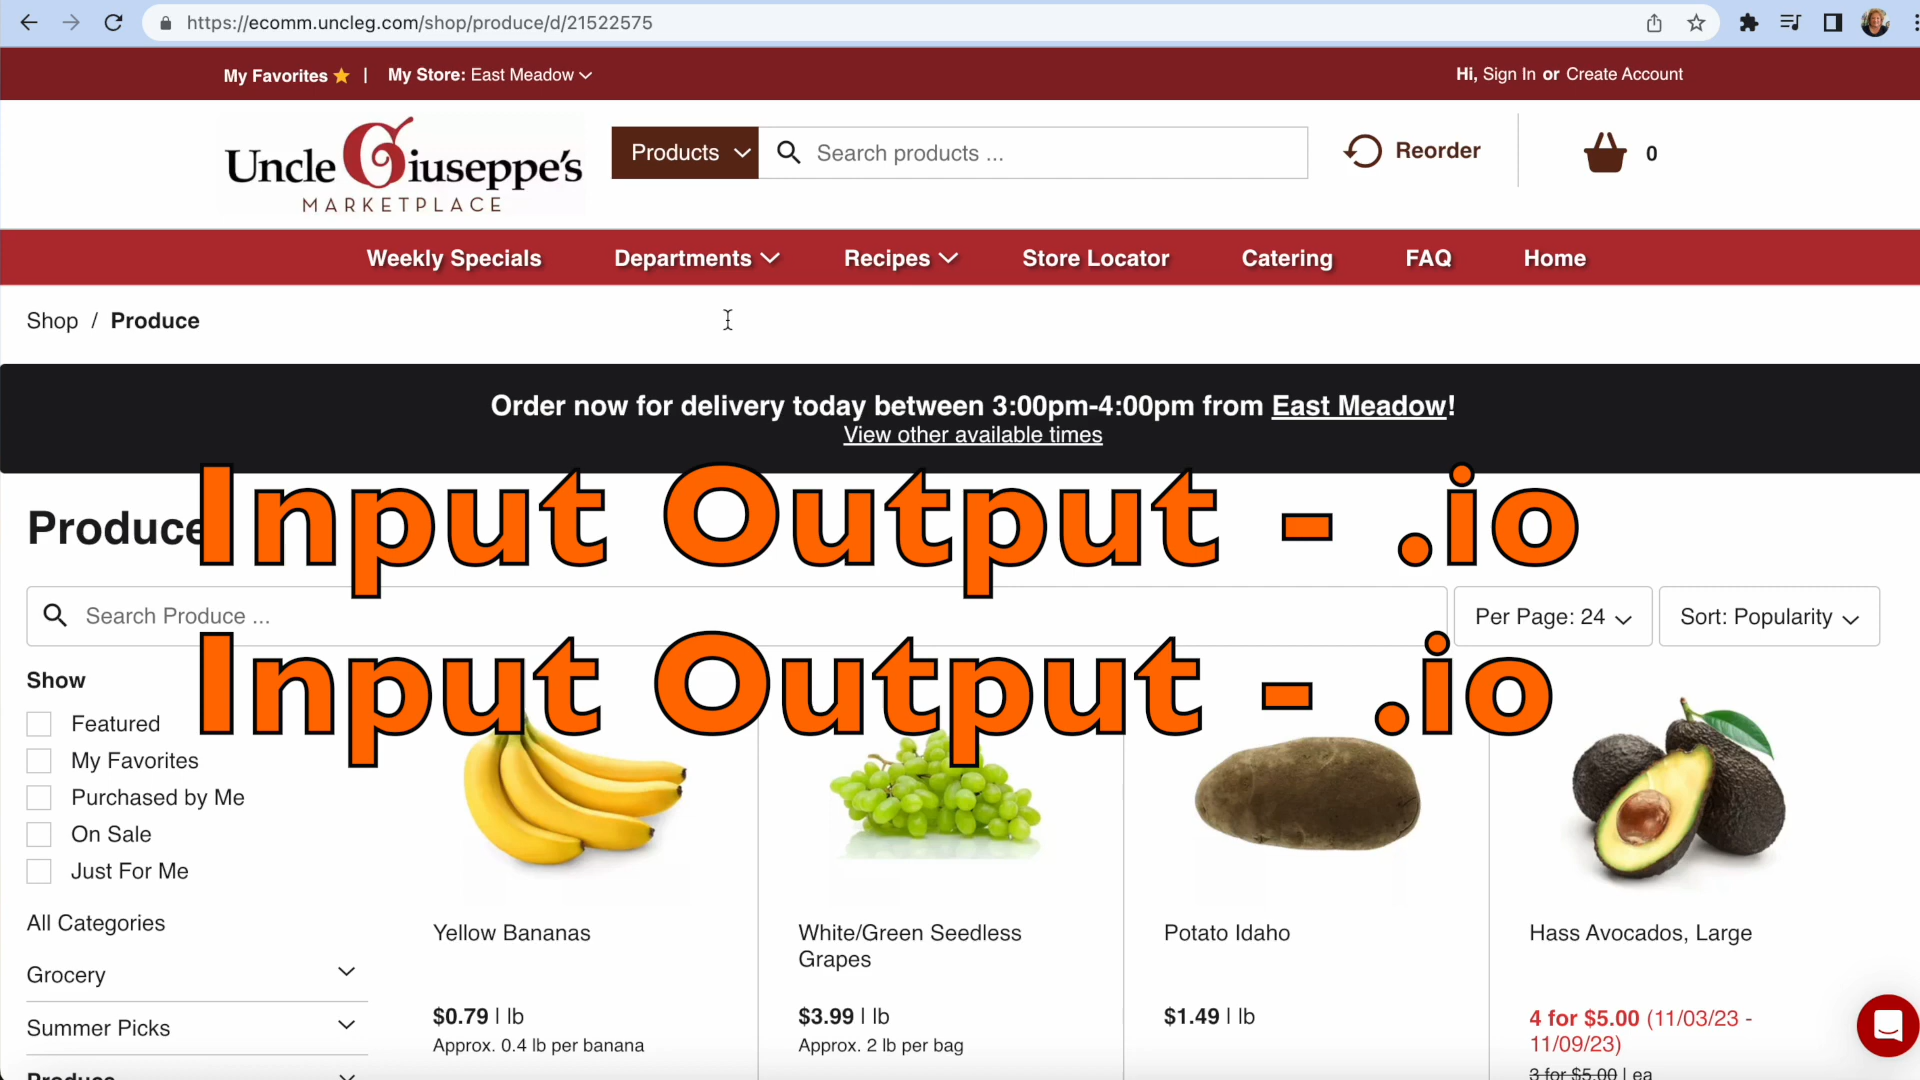 https://ecomm.uncleg.com/shop/produce/d/21522575
My Favorites | My Store: East Meadow
Hi, Sign In or Create Account
Uncle Giuseppe's
MARKETPLACE
Products
Search products ...
Reorder
0
Weekly Specials
Departments
Recipes
Store Locator
Catering
FAQ
Home
Shop / Produce
Order now for delivery today between 3:00pm-4:00pm from East Meadow!
View other available times
Produce
Input Output - .io
Search Produce ...
Per Page: 24
Sort: Popularity
Input Output - .io
Show
Featured
My Favorites
Purchased by Me
On Sale
Just For Me
All Categories
Grocery
Summer Picks
Produce
Yellow Bananas
$0.79 | lb
Approx. 0.4 lb per banana
White/Green Seedless
Grapes
$3.99 | lb
Approx. 2 lb per bag
Potato Idaho
$1.49 | lb
Hass Avocados, Large
4 for $5.00 (11/03/23 -
11/09/23)
3 for $5.00 | ea